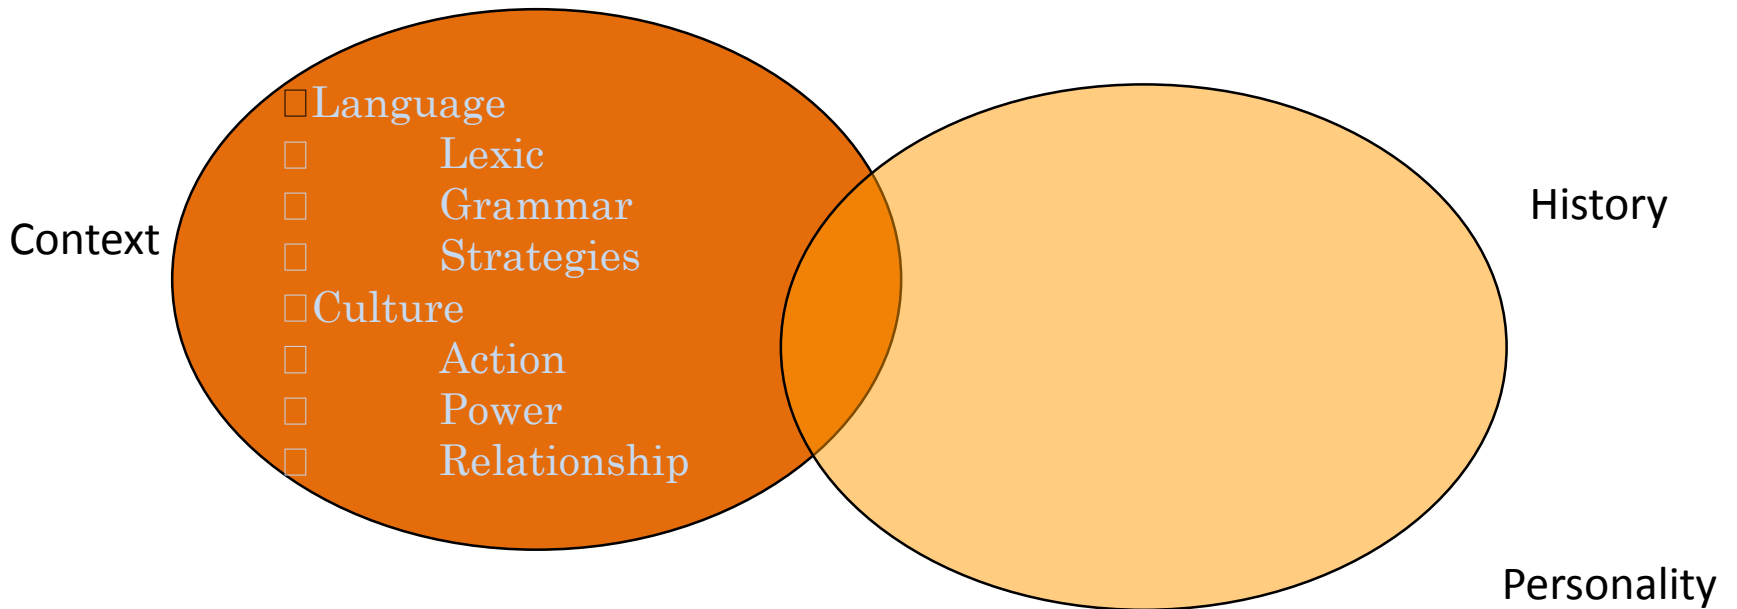 Language
Lexic
Grammar
Strategies
Culture
Action
Power
Relationship
Context
History
Personality